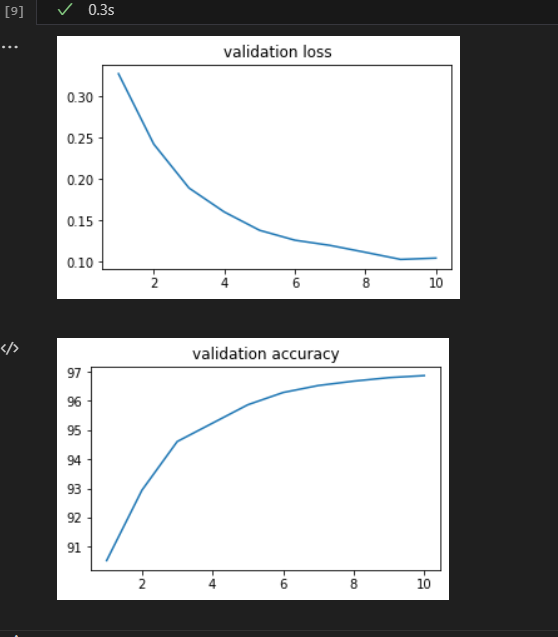 [9] ✓ 0.3s
...
validation loss
0.30
0.25
0.20
0.15
0.10
2 4 6 8 10
</>
validation accuracy
97
96
95
94
93
92
91
2 4 6 8 10